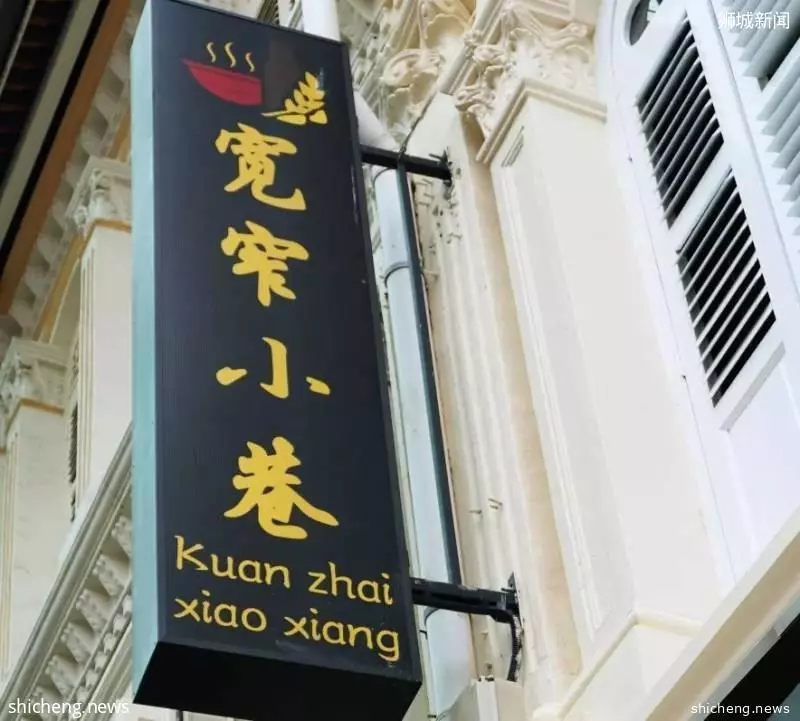 狮城新闻
宽窄小巷
kuan zhai
xiao xiang
shicheng.news
shicheng.news